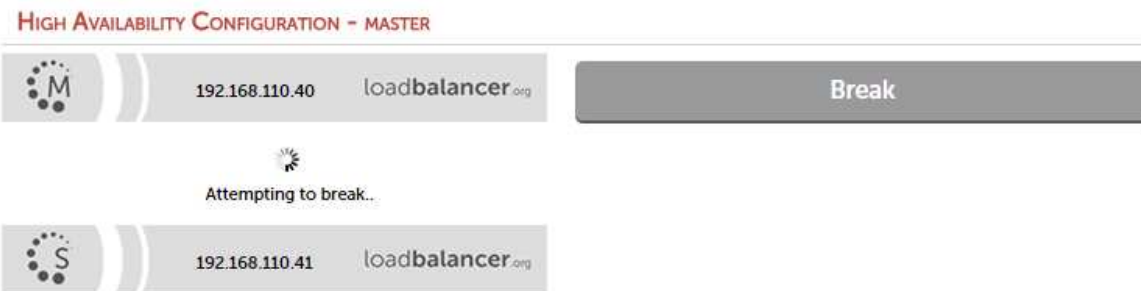 HIGH AVAILABILITY CONFIGURATION - MASTER
M 192.168.110.40 loadbalancer.org
Break
Attempting to break..
S 192.168.110.41 loadbalancer.org